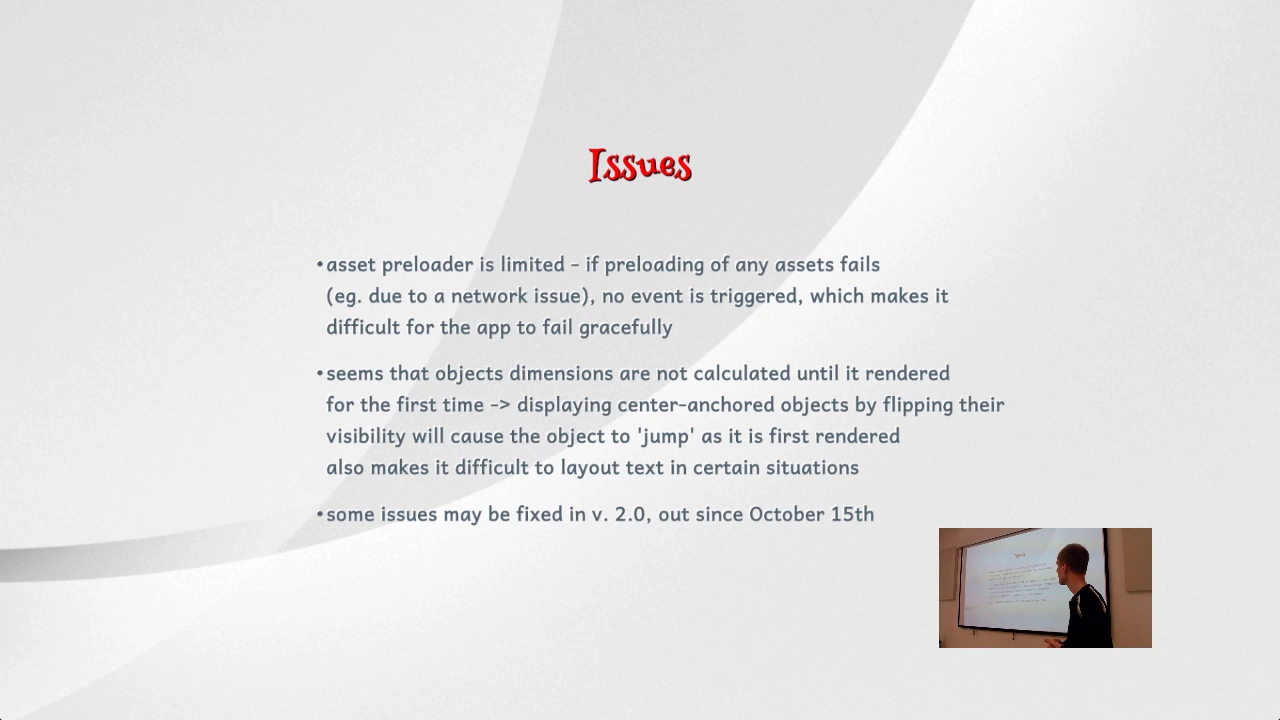 Issues
•asset preloader is limited - if preloading of any assets fails
(eg. due to a network issue), no event is triggered, which makes it
difficult for the app to fail gracefully
•seems that objects dimensions are not calculated until it rendered
for the first time -> displaying center-anchored objects by flipping their
visibility will cause the object to 'jump' as it is first rendered
also makes it difficult to layout text in certain situations
•some issues may be fixed in v. 2.0, out since October 15th